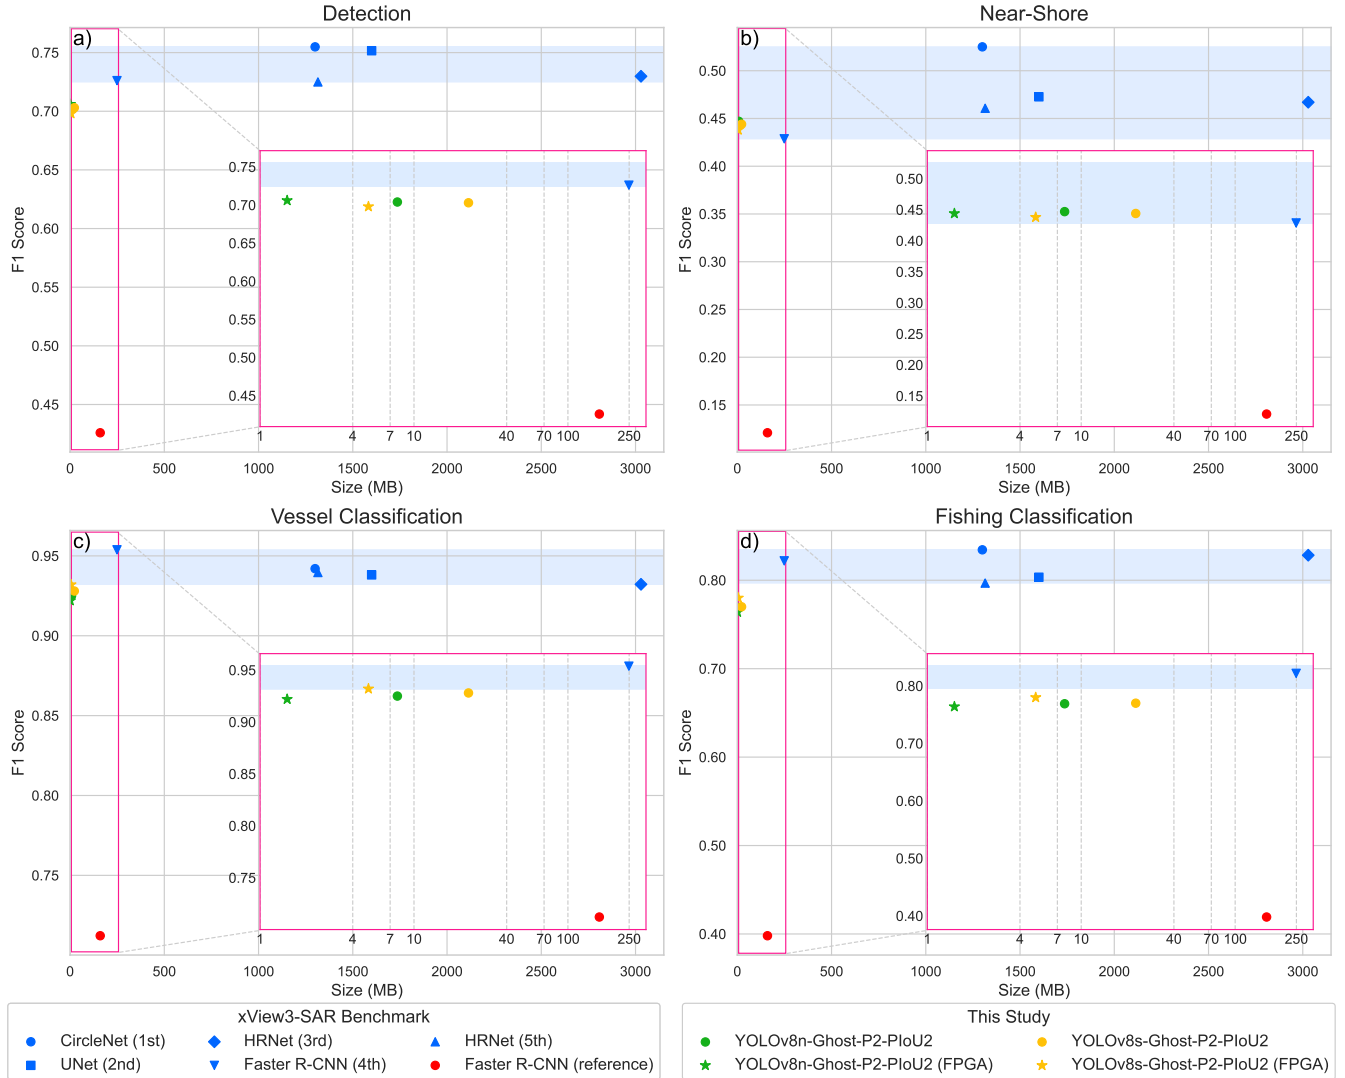 Detection
a)
F1 Score
0.75
0.70
0.65
0.60
0.55
0.50
0.45
0.75
0.70
0.65
0.60
0.55
0.50
0.45
1 4 7 10 40 70 100 250
0 500 1000 1500 2000 2500 3000
Size (MB)
Near-Shore
b)
F1 Score
0.50
0.45
0.40
0.35
0.30
0.25
0.20
0.15
0.50
0.45
0.40
0.35
0.30
0.25
0.20
0.15
1 4 7 10 40 70 100 250
0 500 1000 1500 2000 2500 3000
Size (MB)
Vessel Classification
c)
F1 Score
0.95
0.90
0.85
0.80
0.75
0.95
0.90
0.85
0.80
0.75
1 4 7 10 40 70 100 250
0 500 1000 1500 2000 2500 3000
Size (MB)
Fishing Classification
d)
F1 Score
0.80
0.70
0.60
0.50
0.40
0.80
0.70
0.60
0.50
0.40
1 4 7 10 40 70 100 250
0 500 1000 1500 2000 2500 3000
Size (MB)
xView3-SAR Benchmark
CircleNet (1st) HRNet (3rd) HRNet (5th)
UNet (2nd) Faster R-CNN (4th) Faster R-CNN (reference)
This Study
YOLOv8n-Ghost-P2-PIoU2 YOLOv8s-Ghost-P2-PIoU2
YOLOv8n-Ghost-P2-PIoU2 (FPGA) YOLOv8s-Ghost-P2-PIoU2 (FPGA)